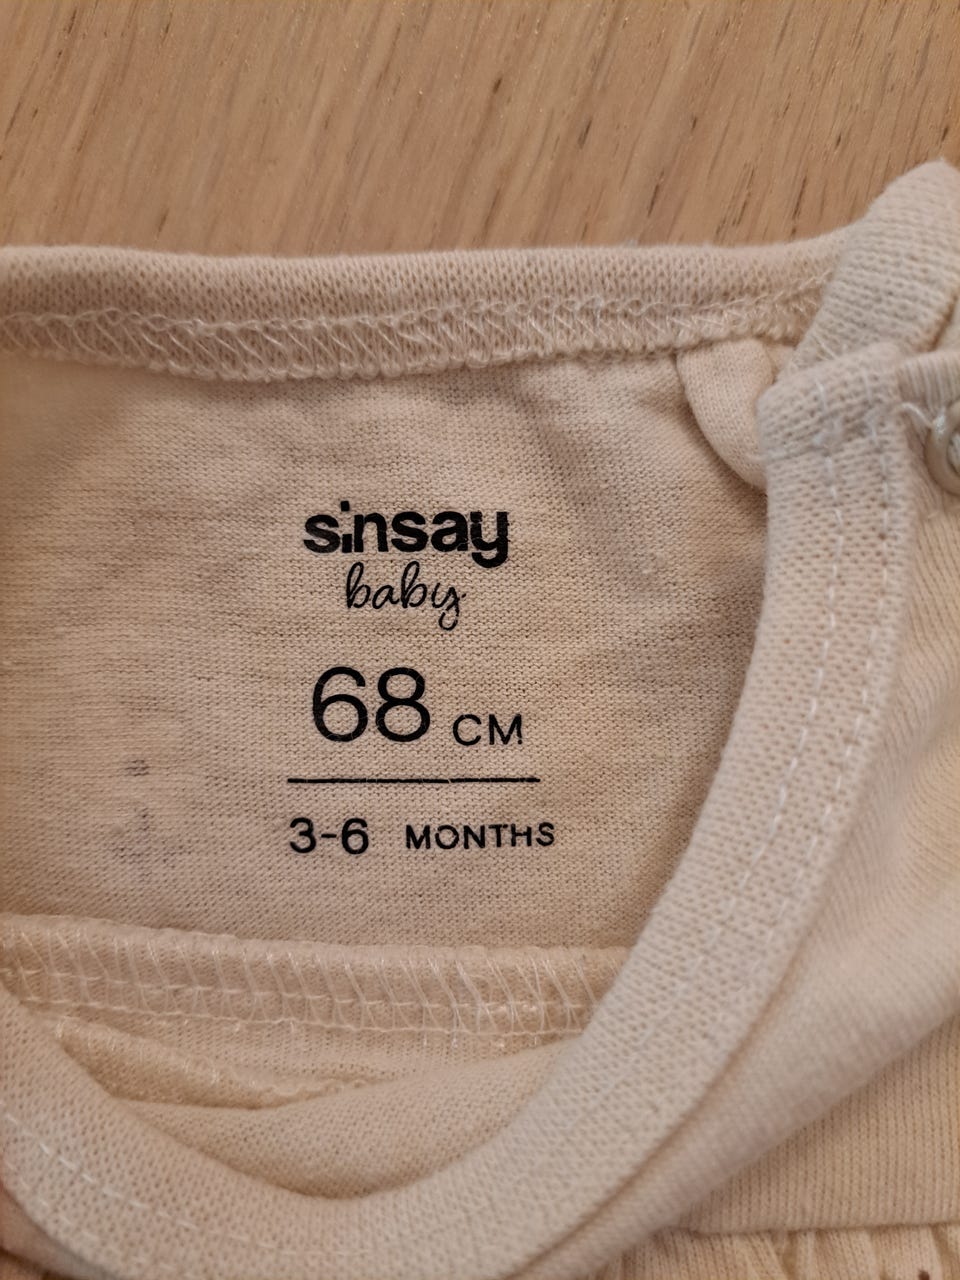 sinsay
baby
68 CM
3-6 MONTHS